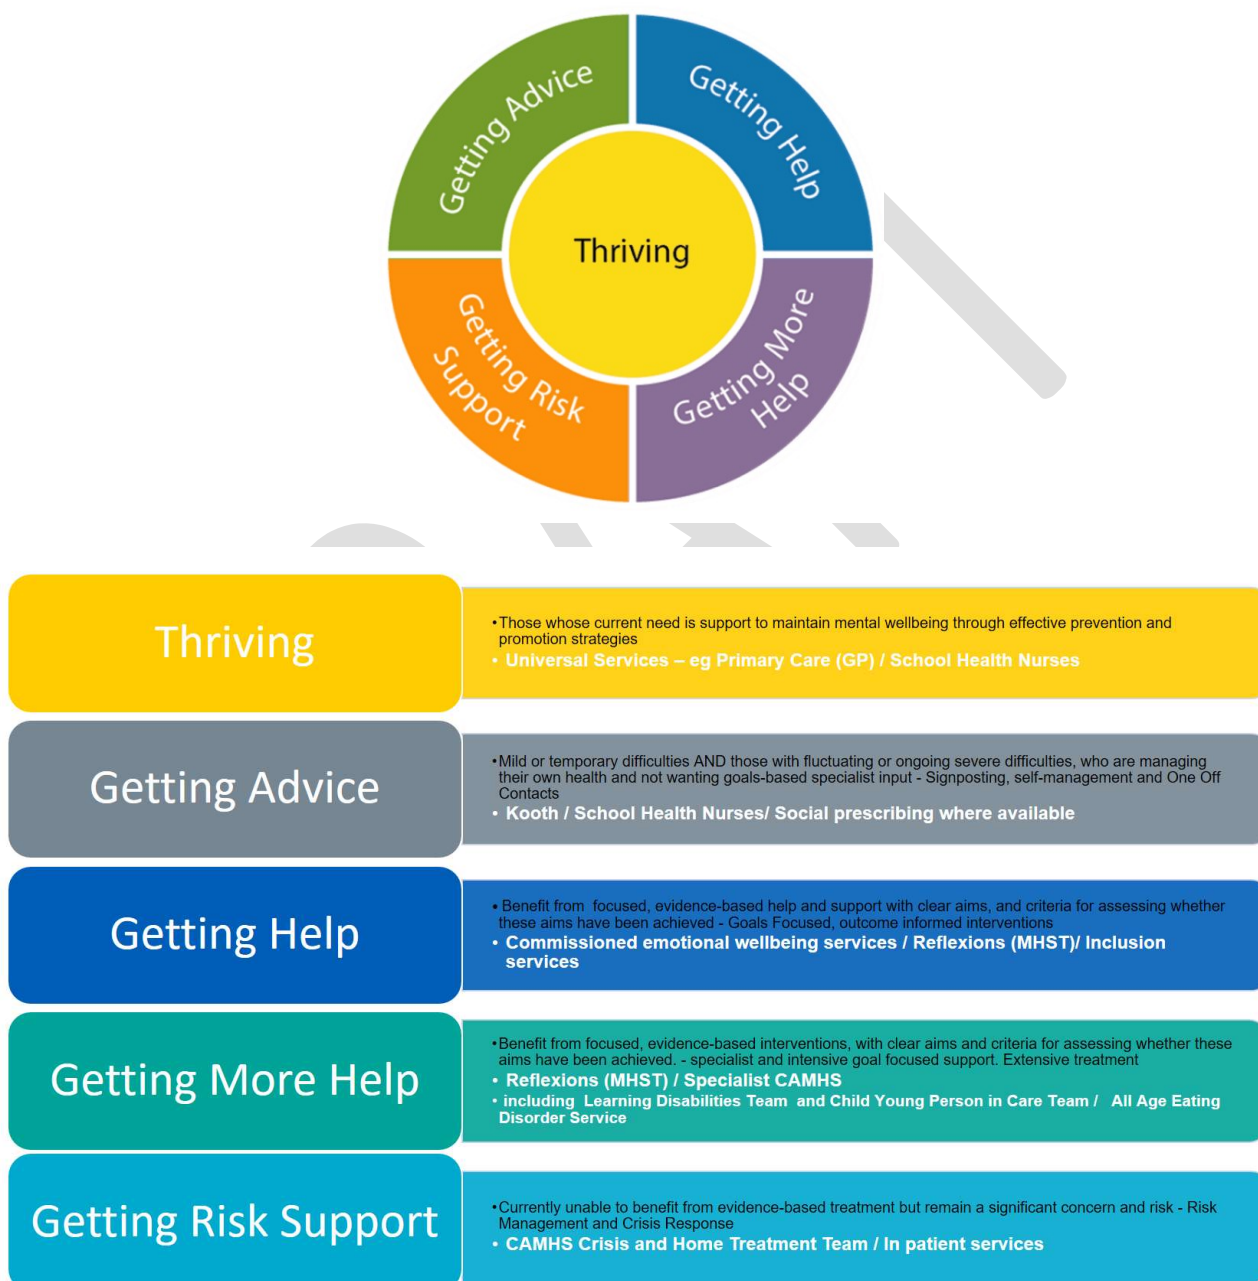 Getting Advice
Getting Help
Thriving
Getting Risk
Support
Getting More
Help
Thriving
•Those whose current need is support to maintain mental wellbeing through effective prevention and
promotion strategies
• Universal Services – eg Primary Care (GP) / School Health Nurses
Getting Advice
•Mild or temporary difficulties AND those with fluctuating or ongoing severe difficulties, who are managing
their own health and not wanting goals-based specialist input - Signposting, self-management and One Off
Contacts
• Kooth / School Health Nurses/ Social prescribing where available
Getting Help
• Benefit from focused, evidence-based help and support with clear aims, and criteria for assessing whether
these aims have been achieved - Goals Focused, outcome informed interventions
• Commissioned emotional wellbeing services / Reflexions (MHST)/ Inclusion
services
Getting More Help
•Benefit from focused, evidence-based interventions, with clear aims and criteria for assessing whether these
aims have been achieved. - specialist and intensive goal focused support. Extensive treatment
• Reflexions (MHST) / Specialist CAMHS
• including Learning Disabilities Team and Child Young Person in Care Team / All Age Eating
Disorder Service
Getting Risk Support
•Currently unable to benefit from evidence-based treatment but remain a significant concern and risk - Risk
Management and Crisis Response
• CAMHS Crisis and Home Treatment Team / In patient services